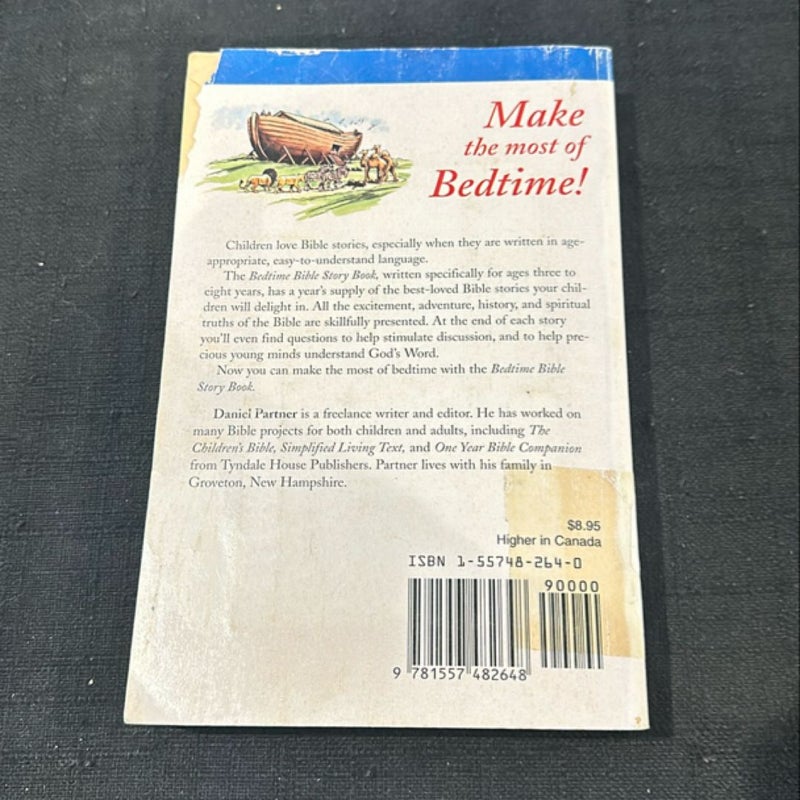 Make
the most of
Bedtime!
Children love Bible stories, especially when they are written in age-
appropriate, easy-to-understand language.
The Bedtime Bible Story Book, written specifically for ages three to
eight years, has a year's supply of the best-loved Bible stories your chil-
dren will delight in. All the excitement, adventure, history, and spiritual
truths of the Bible are skillfully presented. At the end of each story
you'll even find questions to help stimulate discussion, and to help pre-
cious young minds understand God's Word.
Now you can make the most of bedtime with the Bedtime Bible
Story Book.
Daniel Partner is a freelance writer and editor. He has worked on
many Bible projects for both children and adults, including The
Children's Bible, Simplified Living Text, and One Year Bible Companion
from Tyndale House Publishers. Partner lives with his family in
Groveton, New Hampshire.
$8.95
Higher in Canada
ISBN 1-55748-264-0
90000
9 781557 482648